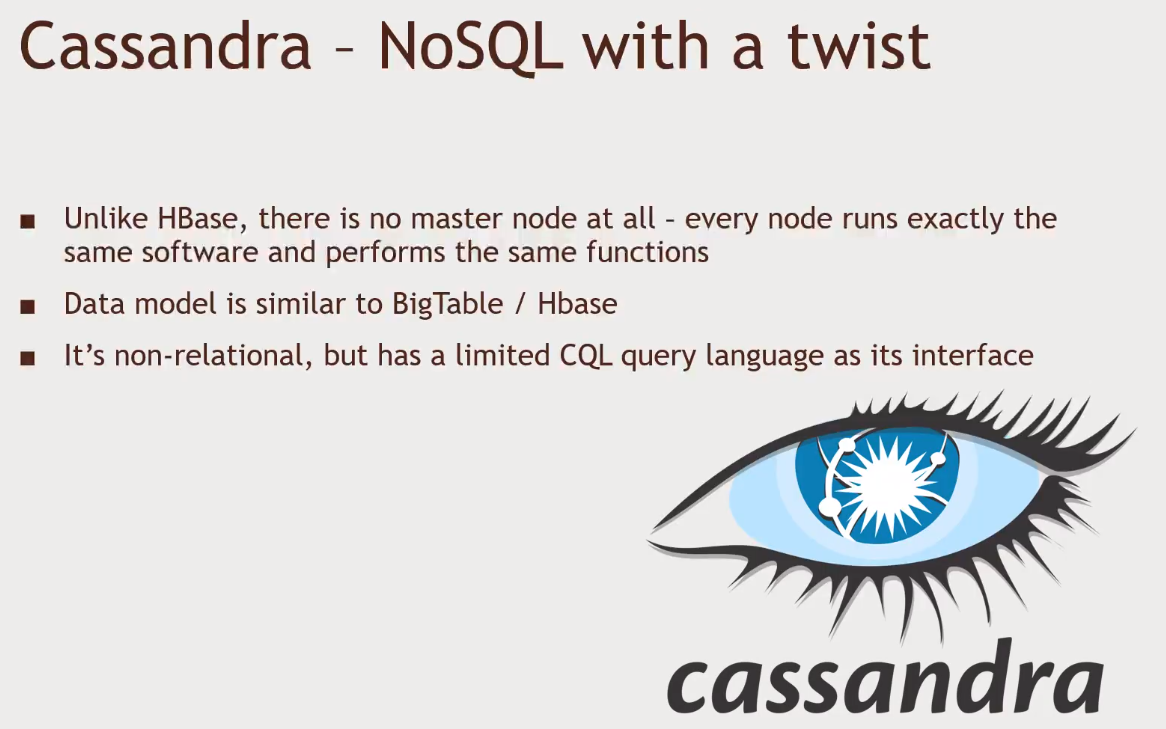 Cassandra – NoSQL with a twist
■ Unlike HBase, there is no master node at all – every node runs exactly the
same software and performs the same functions
■ Data model is similar to BigTable / Hbase
■ It’s non-relational, but has a limited CQL query language as its interface
cassandra